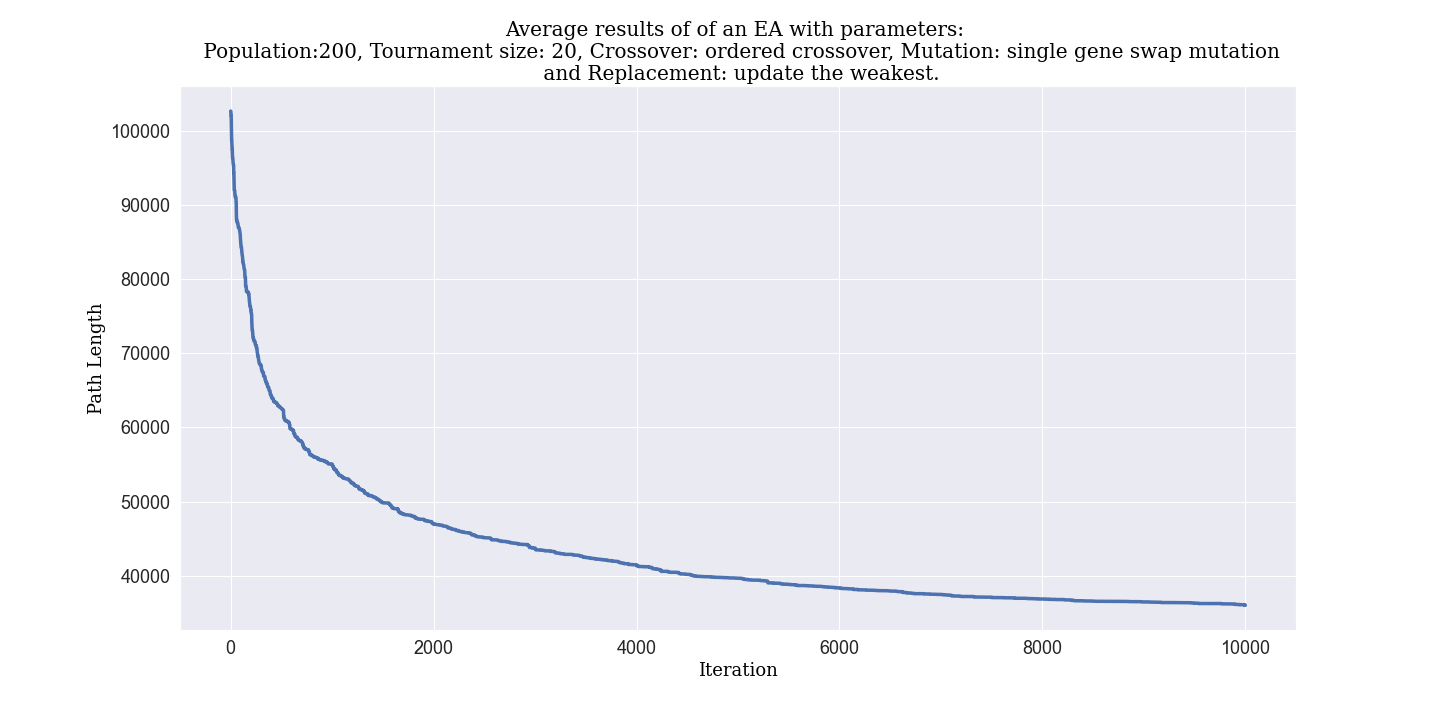 Average results of of an EA with parameters:
Population:200, Tournament size: 20, Crossover: ordered crossover, Mutation: single gene swap mutation
and Replacement: update the weakest.
100000
90000
80000
70000
60000
50000
40000
Path Length
0 2000 4000 6000 8000 10000
Iteration